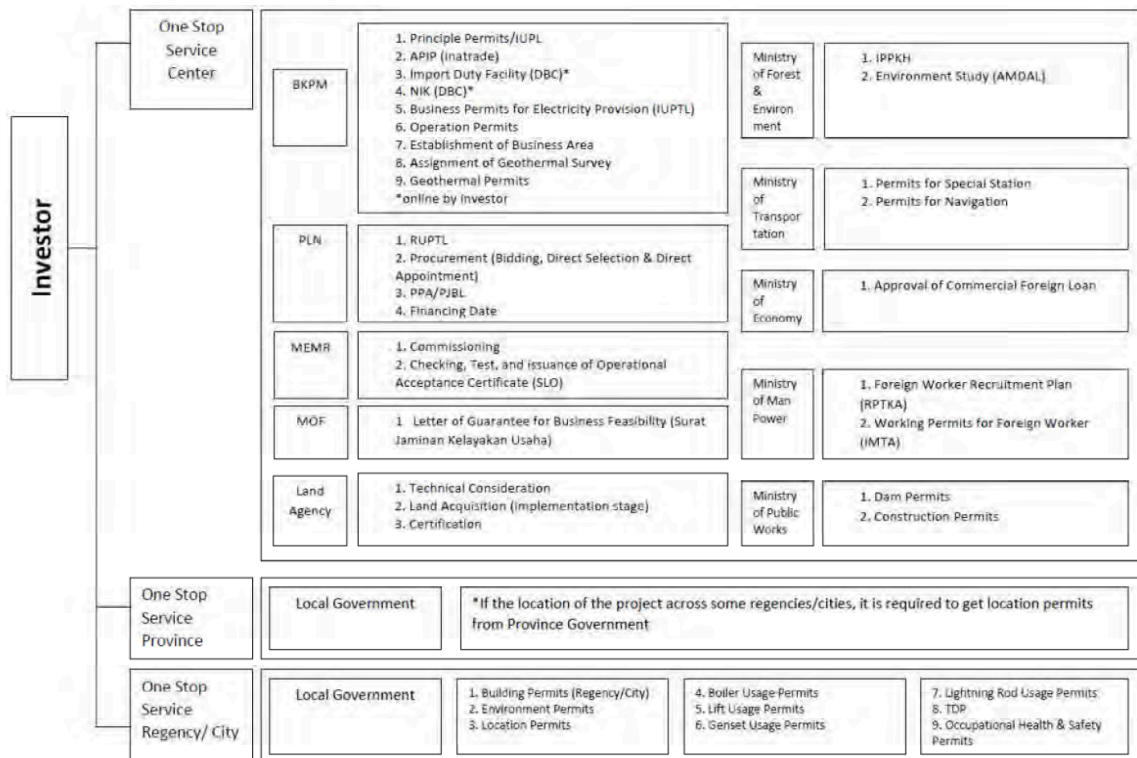 Investor
One Stop
Service
Center
BKPM
1. Principle Permits/IUPL
2. APIP (inatrade)
3. Import Duty Facility (DBC)*
4. NIK (DBC)*
5. Business Permits for Electricity Provision (IUPTL)
6. Operation Permits
7. Establishment of Business Area
8. Assignment of Geothermal Survey
9. Geothermal Permits
*online by investor
PLN
1. RUPTL
2. Procurement (Bidding, Direct Selection & Direct
Appointment)
3. PPA/PJBL
4. Financing Date
MEMR
1. Commissioning
2. Checking, Test, and issuance of Operational
Acceptance Certificate (SLO)
MOF
1 Letter of Guarantee for Business Feasibility (Surat
Jaminan Kelayakan Usaha)
Land
Agency
1. Technical Consideration
2. Land Acquisition (implementation stage)
3. Certification
Ministry
of Forest
&
Environ
ment
1. IPPKH
2. Environment Study (AMDAL)
Ministry
of
Transpor
tation
1. Permits for Special Station
2. Permits for Navigation
Ministry
of
Economy
1. Approval of Commercial Foreign Loan
Ministry
of Man
Power
1. Foreign Worker Recruitment Plan
(RPTKA)
2. Working Permits for Foreign Worker
(IMTA)
Ministry
of Public
Works
1. Dam Permits
2. Construction Permits
One Stop
Service
Province
Local Government
*If the location of the project across some regencies/cities, it is required to get location permits
from Province Government
One Stop
Service
Regency/ City
Local Government
1. Building Permits (Regency/City)
2. Environment Permits
3. Location Permits
4. Boiler Usage Permits
5. Lift Usage Permits
6. Genset Usage Permits
7. Lightning Rod Usage Permits
8. TDP
9. Occupational Health & Safety
Permits